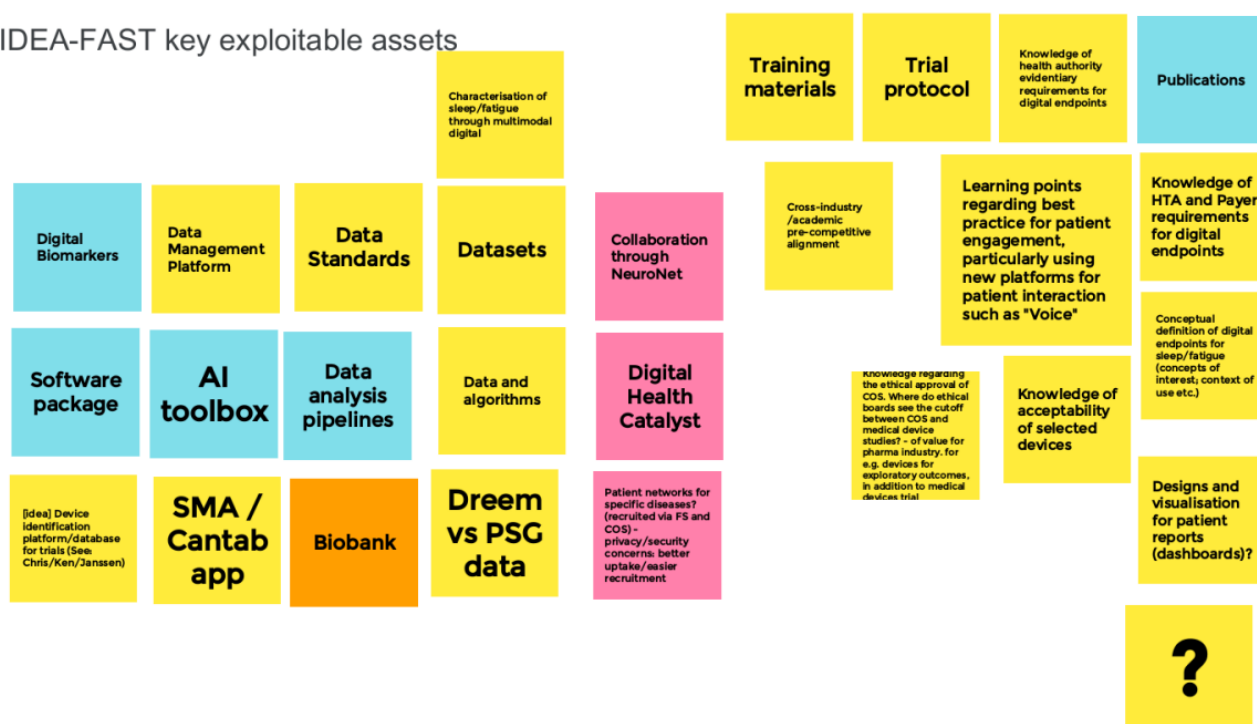 IDEA-FAST key exploitable assets
Characterisation of
sleep/fatigue
through multimodal
digital
Digital
Biomarkers
Data
Management
Platform
Data
Standards
Datasets
Software
package
AI
toolbox
Data
analysis
pipelines
Data and
algorithms
[idea] Device
identification
platform/database
for trials (See:
Chris/Ken/Janssen)
SMA /
Cantab
app
Biobank
Dreem
vs PSG
data
Collaboration
through
NeuroNet
Digital
Health
Catalyst
Patient networks for
specific diseases?
(recruited via FS and
COS) -
privacy/security
concerns: better
uptake/easier
recruitment
Training
materials
Trial
protocol
Knowledge of
health authority
evidentiary
requirements for
digital endpoints
Publications
Cross-industry
/academic
pre-competitive
alignment
Learning points
regarding best
practice for patient
engagement,
particularly using
new platforms for
patient interaction
such as "Voice"
Knowledge of
HTA and Payer
requirements
for digital
endpoints
Conceptual
definition of digital
endpoints for
sleep/fatigue
(concepts of
interest; context of
use etc.)
Knowledge regarding
the ethical approval of
COS. Where do ethical
boards see the cutoff
between COS and
medical device
studies? - of value for
pharma industry. for
e.g. devices for
exploratory outcomes,
in addition to medical
devices trial
Knowledge of
acceptability
of selected
devices
Designs and
visualisation
for patient
reports
(dashboards)?
?